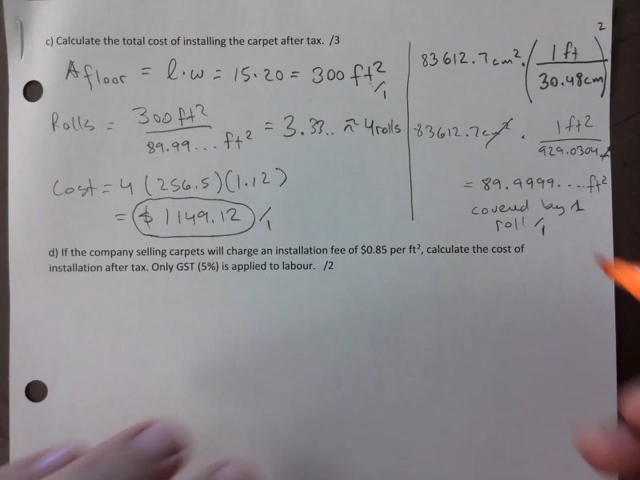 c) Calculate the total cost of installing the carpet after tax. /3
A floor = l·w = 15·20 = 300 ft² /1
Rolls = 300 ft² / 89.99... ft² = 3.33.. ≈ 4 rolls
Cost = 4 (256.5)(1.12)
= $ 1149.12 /1
83612.7 cm² · (1 ft / 30.48 cm)²
83612.7 cm² · 1 ft² / 929.0304
= 89.9999.... ft²
covered by 1
roll /1
d) If the company selling carpets will charge an installation fee of $0.85 per ft², calculate the cost of
installation after tax. Only GST (5%) is applied to labour. /2